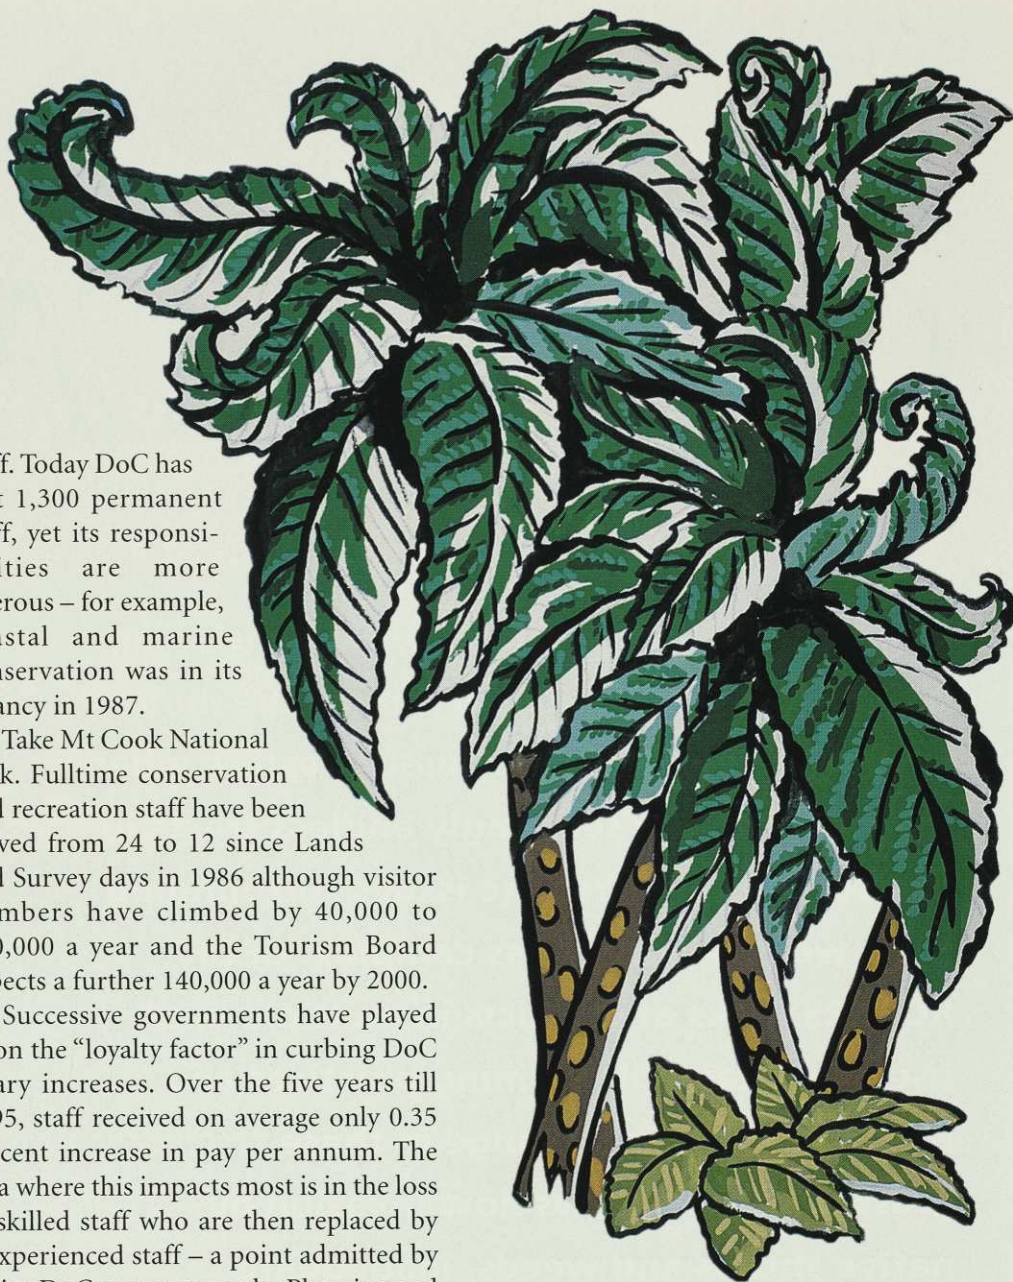 ff. Today DoC has
t 1,300 permanent
ff, yet its responsi-
ities are more
erous – for example,
stal and marine
servation was in its
ancy in 1987.
Take Mt Cook National
k. Fulltime conservation
d recreation staff have been
ved from 24 to 12 since Lands
d Survey days in 1986 although visitor
mbers have climbed by 40,000 to
0,000 a year and the Tourism Board
pects a further 140,000 a year by 2000.
Successive governments have played
on the “loyalty factor” in curbing DoC
ary increases. Over the five years till
95, staff received on average only 0.35
cent increase in pay per annum. The
a where this impacts most is in the loss
skilled staff who are then replaced by
experienced staff – a point admitted by
DoC